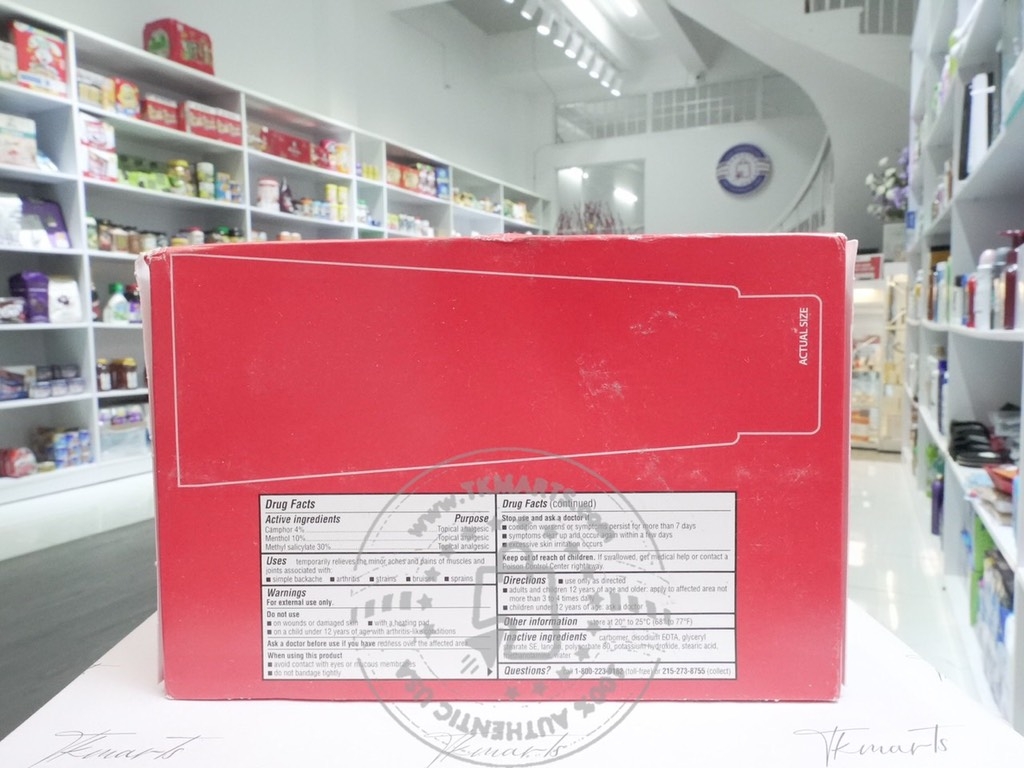 ACTUAL SIZE
Drug Facts
Active ingredients Purpose
Camphor 4% Topical analgesic
Menthol 10% Topical analgesic
Methyl salicylate 30% Topical analgesic
Uses temporarily relieves the minor aches and pains of muscles and
joints associated with:
■ simple backache ■ arthritis ■ strains ■ bruises ■ sprains
Warnings
For external use only.
Do not use
■ on wounds or damaged skin ■ with a heating pad
■ on a child under 12 years of age with arthritis-like conditions
Ask a doctor before use if you have redness over the affected area
When using this product
■ avoid contact with eyes or mucous membranes
■ do not bandage tightly
Drug Facts (continued)
Stop use and ask a doctor if
■ condition worsens or symptoms persist for more than 7 days
■ symptoms clear up and occur again within a few days
■ excessive skin irritation occurs
Keep out of reach of children. If swallowed, get medical help or contact a
Poison Control Center right away.
Directions ■ use only as directed
■ adults and children 12 years of age and older: apply to affected area not
more than 3 to 4 times daily
■ children under 12 years of age: ask a doctor
Other information store at 20° to 25°C (68° to 77°F)
Inactive ingredients carbomer, disodium EDTA, glyceryl
stearate SE, lanolin, polysorbate 80, potassium hydroxide, stearic acid,
water
Questions? 1-800-223-0182 (toll-free) or 215-273-8755 (collect)
WWW.TKMARTS.COM
100% AUTHENTIC USA
Tkmarts Tkmarts Tkmarts